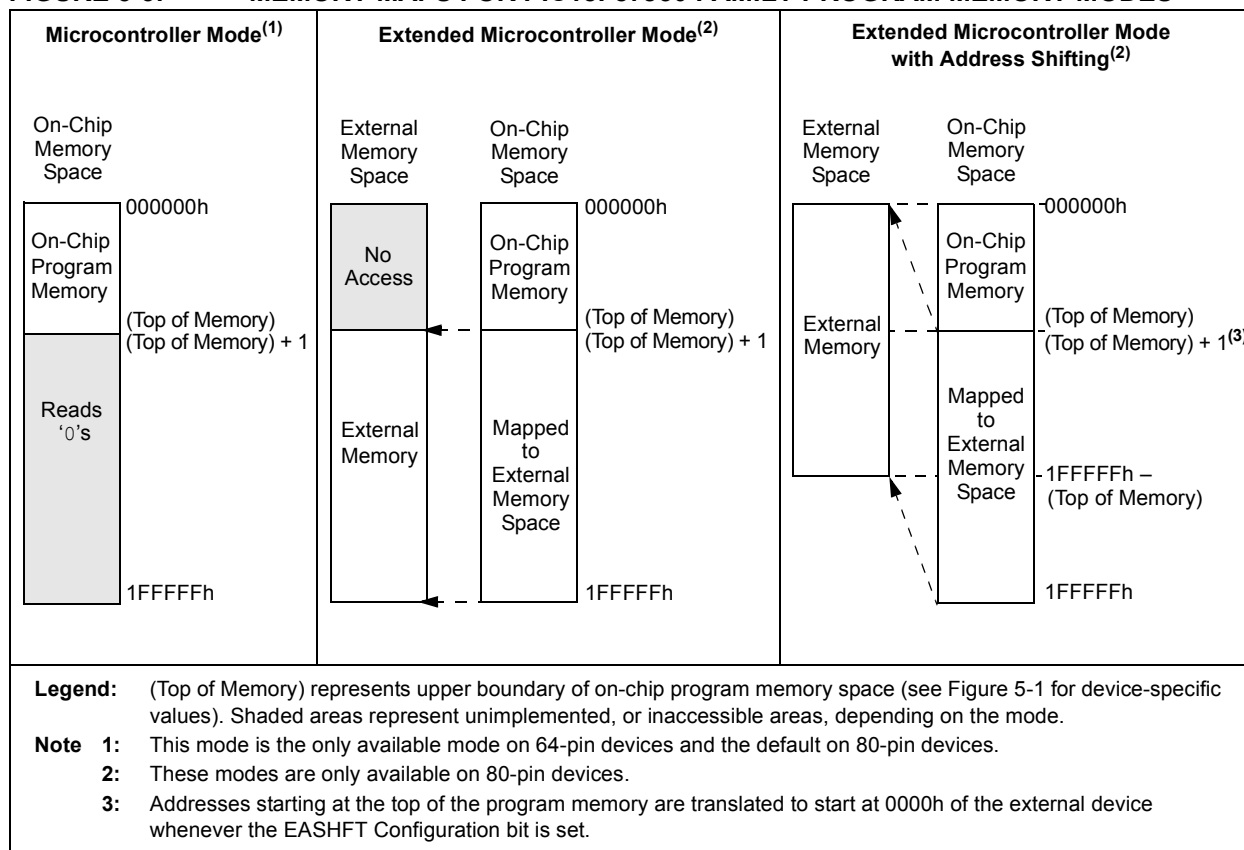 MEMORY MAPS FOR FAMILY PROGRAM MEMORY MODES
Microcontroller Mode(1)
On-Chip
Memory
Space
000000h
On-Chip
Program
Memory
(Top of Memory)
(Top of Memory) + 1
Reads
‘0’s
1FFFFFh
Extended Microcontroller Mode(2)
External
Memory
Space
On-Chip
Memory
Space
000000h
No
Access
On-Chip
Program
Memory
(Top of Memory)
(Top of Memory) + 1
External
Memory
Mapped
to
External
Memory
Space
1FFFFFh
Extended Microcontroller Mode
with Address Shifting(2)
External
Memory
Space
On-Chip
Memory
Space
000000h
On-Chip
Program
Memory
External
Memory
(Top of Memory)
(Top of Memory) + 1(3)
Mapped
to
External
Memory
Space
1FFFFFh –
(Top of Memory)
1FFFFFh
Legend: (Top of Memory) represents upper boundary of on-chip program memory space (see Figure 5-1 for device-specific
values). Shaded areas represent unimplemented, or inaccessible areas, depending on the mode.
Note 1: This mode is the only available mode on 64-pin devices and the default on 80-pin devices.
2: These modes are only available on 80-pin devices.
3: Addresses starting at the top of the program memory are translated to start at 0000h of the external device
whenever the EASHFT Configuration bit is set.